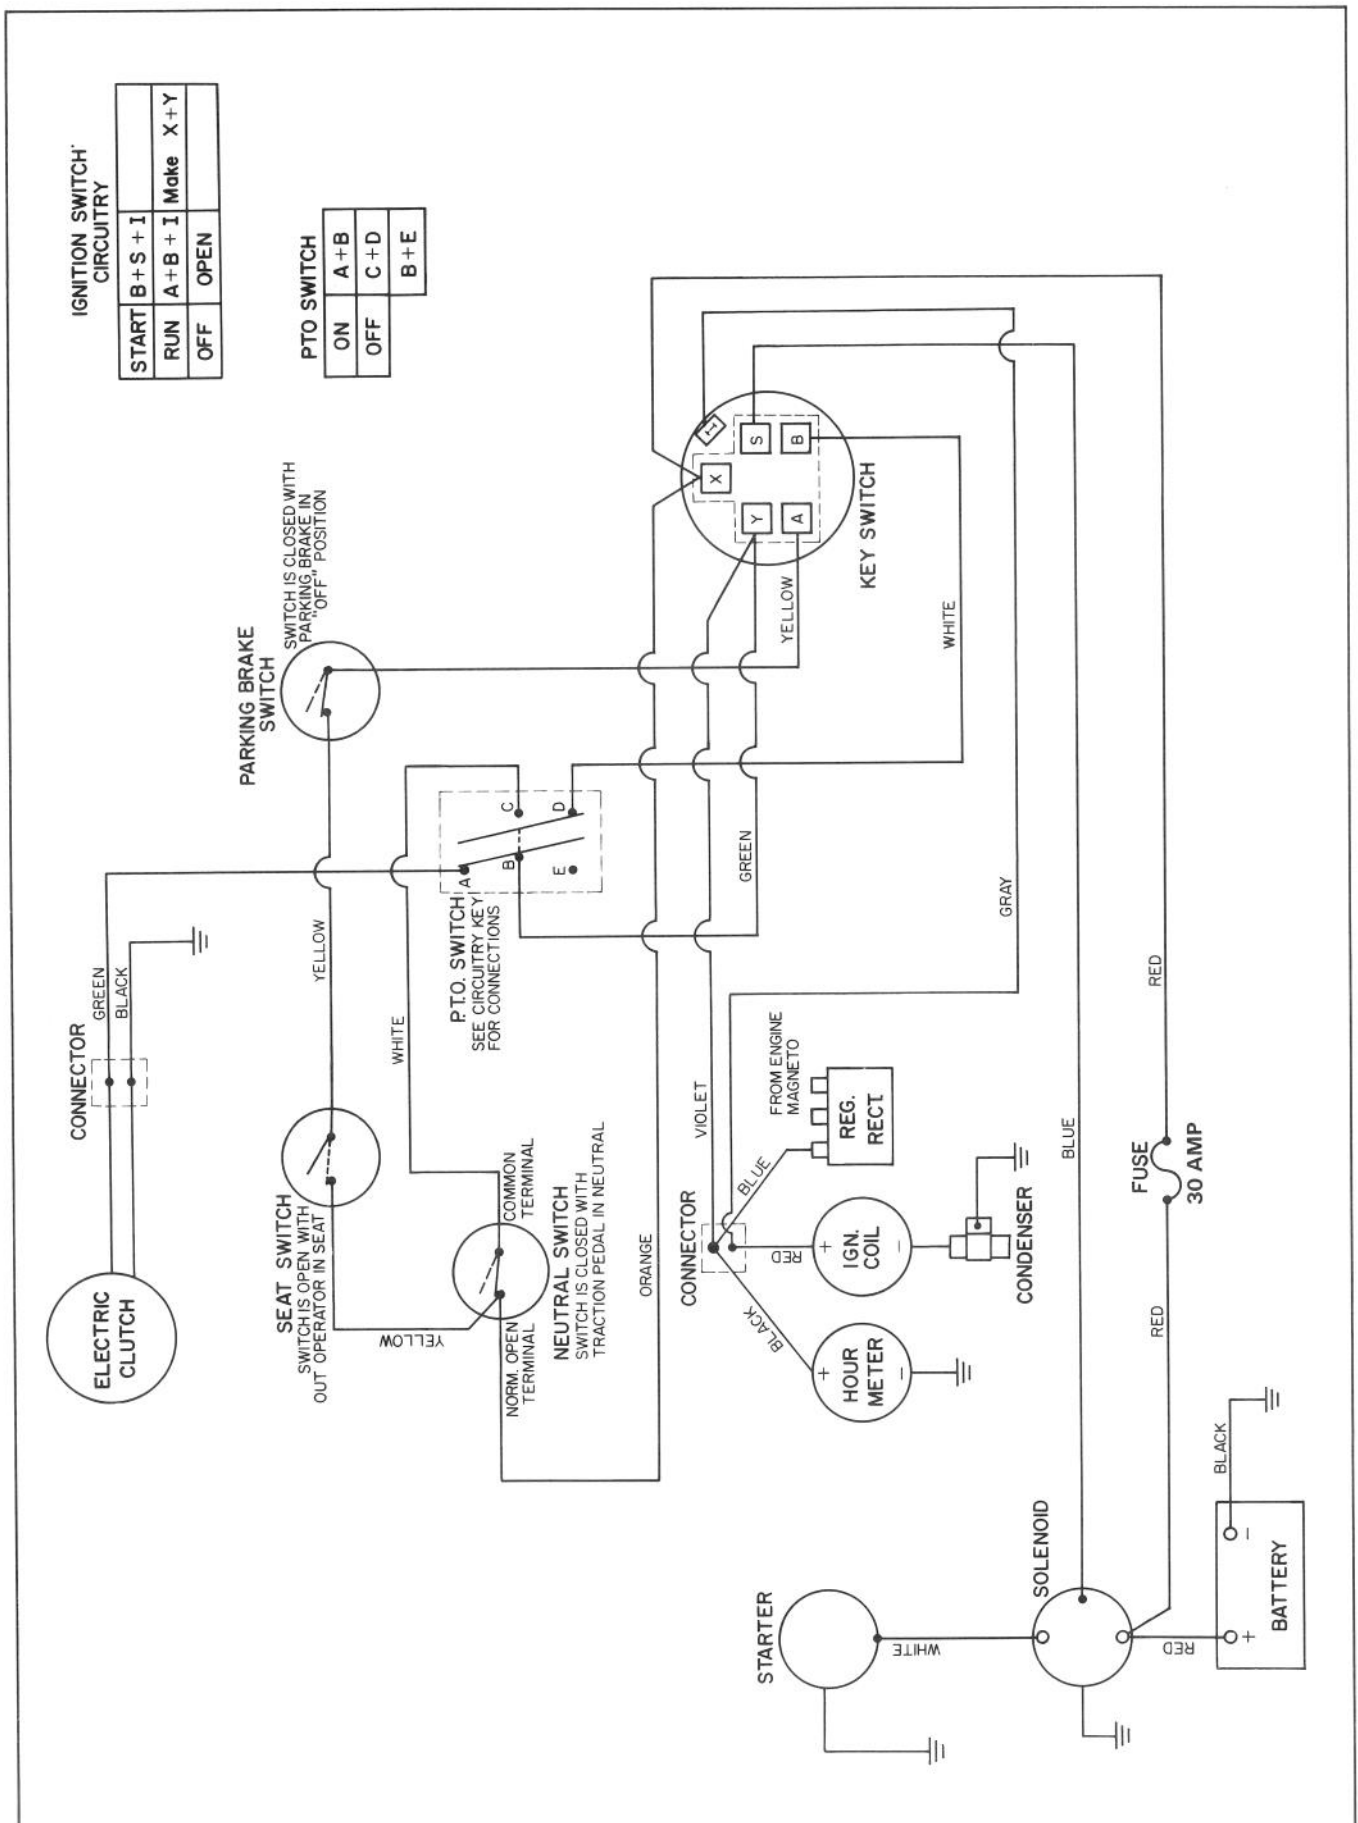 IGNITION SWITCH
CIRCUITRY
START B+S+I
RUN A+B+I Make X+Y
OFF OPEN
PTO SWITCH
ON A+B
OFF C+D
B+E
PARKING BRAKE
SWITCH
SWITCH IS CLOSED WITH
PARKING BRAKE IN
"OFF" POSITION
CONNECTOR
GREEN
BLACK
ELECTRIC
CLUTCH
YELLOW
SEAT SWITCH
SWITCH IS OPEN WITH
OUT OPERATOR IN SEAT
YELLOW
WHITE
P.T.O. SWITCH
SEE CIRCUITRY KEY
FOR CONNECTIONS
A
B
C
D
E
NORM. OPEN
TERMINAL
COMMON
TERMINAL
NEUTRAL SWITCH
SWITCH IS CLOSED WITH
TRACTION PEDAL IN NEUTRAL
ORANGE
GREEN
YELLOW
X
I
Y
S
A
B
KEY SWITCH
WHITE
GRAY
VIOLET
CONNECTOR
BLUE
BLACK
RED
FROM ENGINE
MAGNETO
REG.
RECT.
+
IGN.
COIL
-
CONDENSER
+
HOUR
METER
-
BLUE
RED
FUSE
30 AMP
RED
STARTER
WHITE
SOLENOID
RED
BLACK
+
-
BATTERY